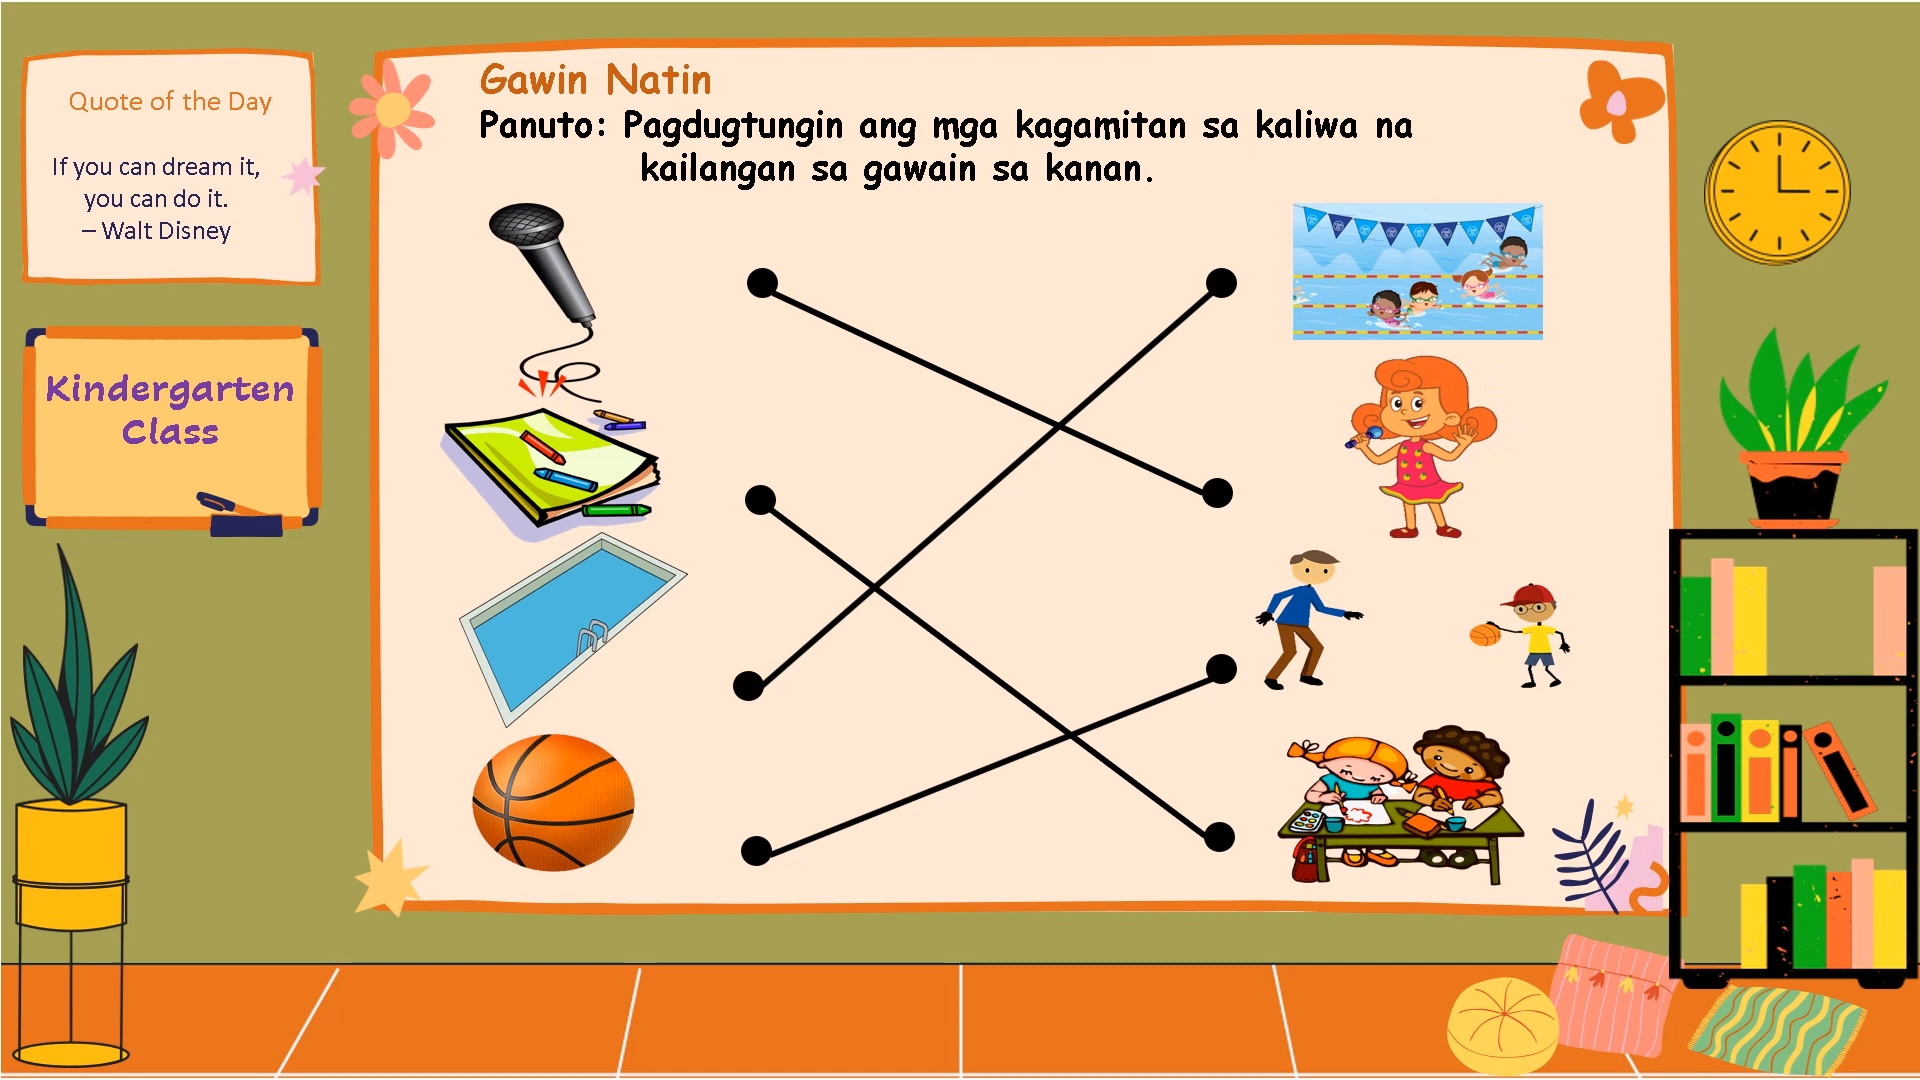 Quote of the Day
If you can dream it,
you can do it.
– Walt Disney
Kindergarten
Class
Gawin Natin
Panuto: Pagdugtungin ang mga kagamitan sa kaliwa na
kailangan sa gawain sa kanan.